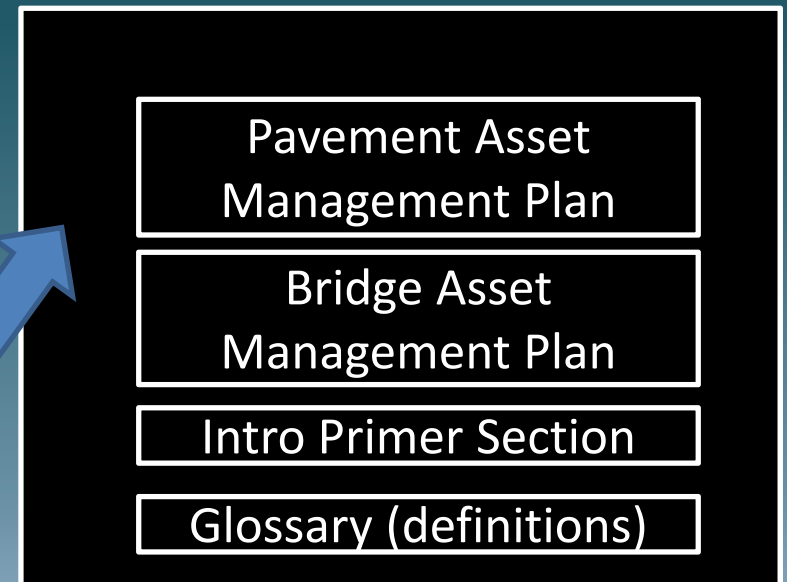 Pavement Asset
Management Plan
Bridge Asset
Management Plan
Intro Primer Section
Glossary (definitions)